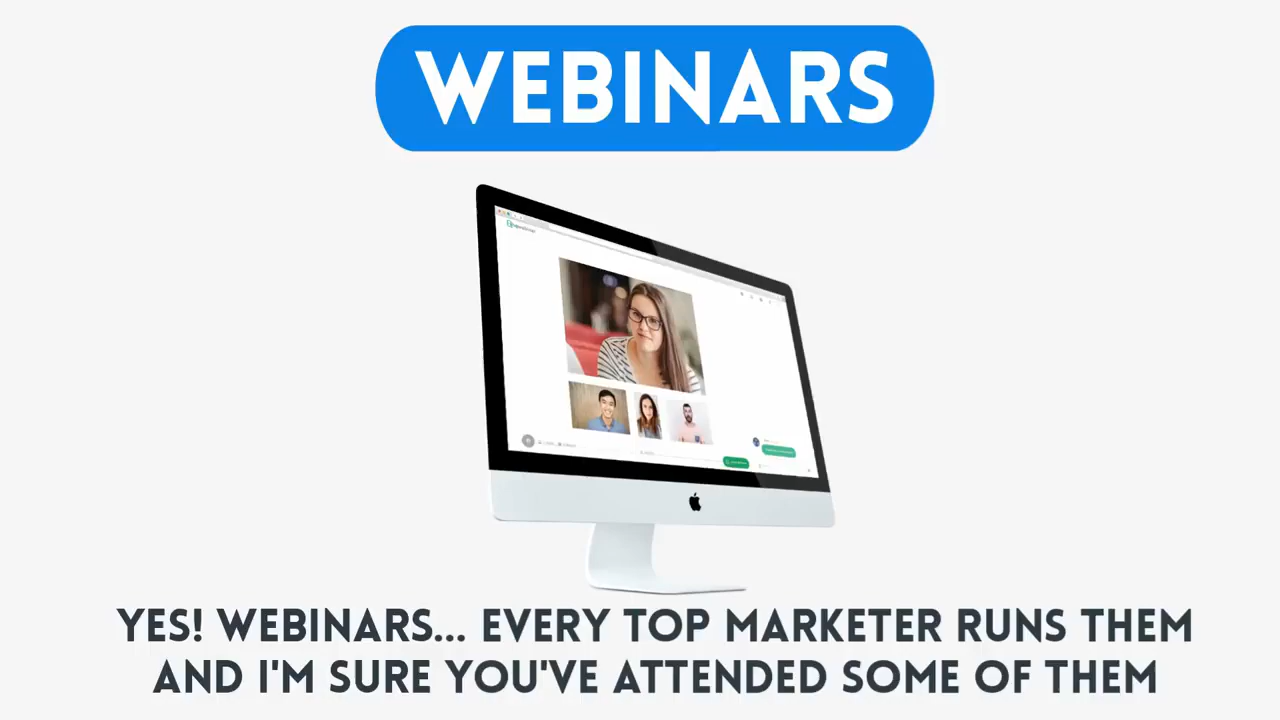 WEBINARS
YES! WEBINARS... EVERY TOP MARKETER RUNS THEM
AND I'M SURE YOU'VE ATTENDED SOME OF THEM